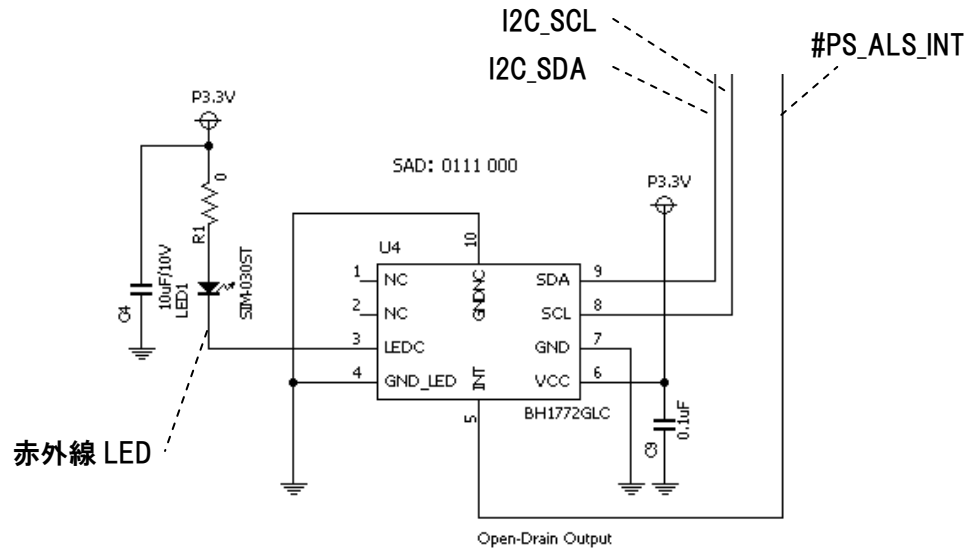 I2C_SCL
I2C_SDA
#PS_ALS_INT
P3.3V
SAD: 0111 000
P3.3V
0
R1
C4
10uF/10V
LED1
SIM-030ST
U4
10
GNDNC
1
NC
2
NC
3
LEDC
4
GND_LED
INT
5
SDA
9
SCL
8
GND
7
VCC
6
BH1772GLC
C9
0.1uF
赤外線 LED
Open-Drain Output